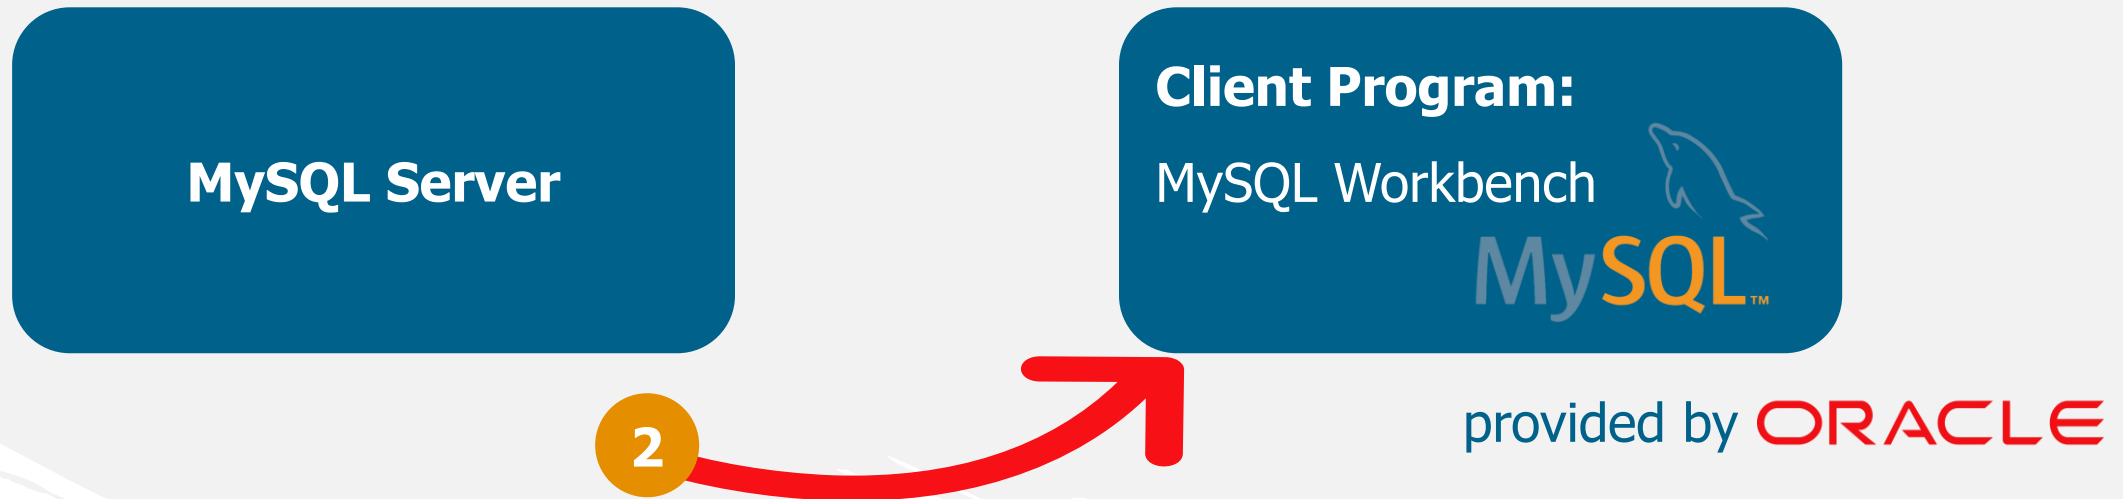 MySQL Server
Client Program:
MySQL Workbench
MySQL™
2
provided by ORACLE